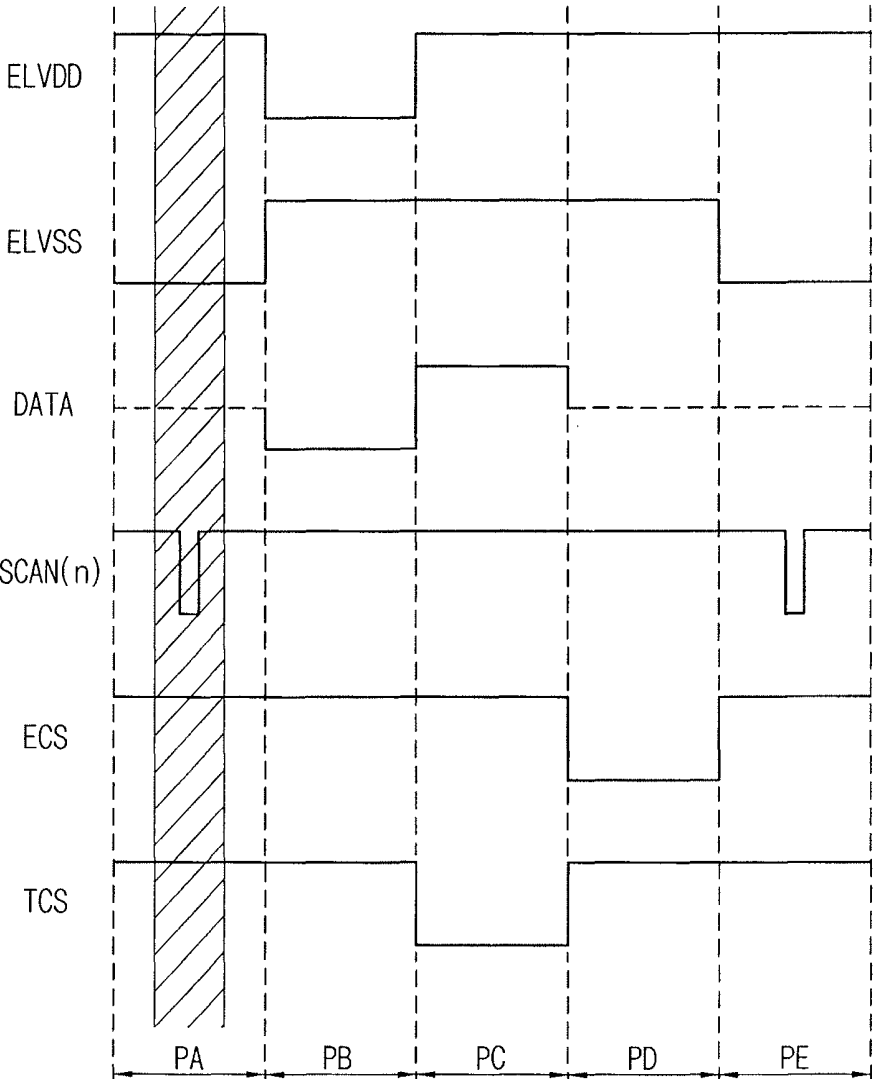 ELVDD
ELVSS
DATA
SCAN(n)
ECS
TCS
PA PB PC PD PE